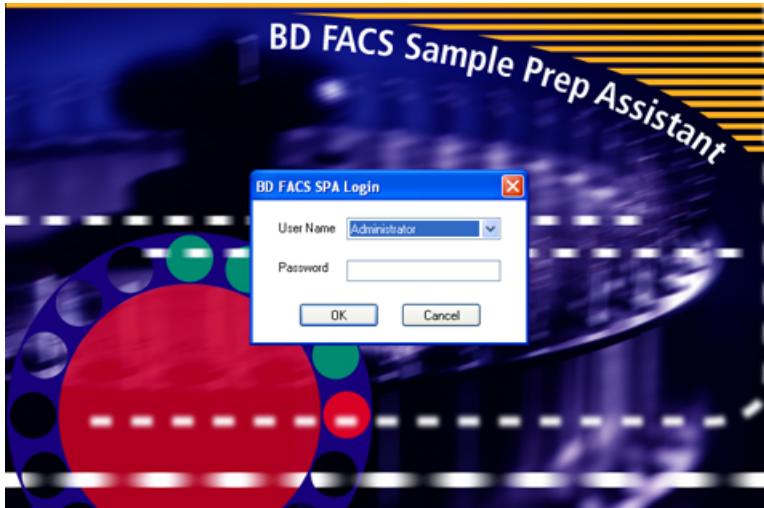 BD FACS Sample Prep Assistant
BD FACS SPA Login
User Name Administrator
Password
OK Cancel